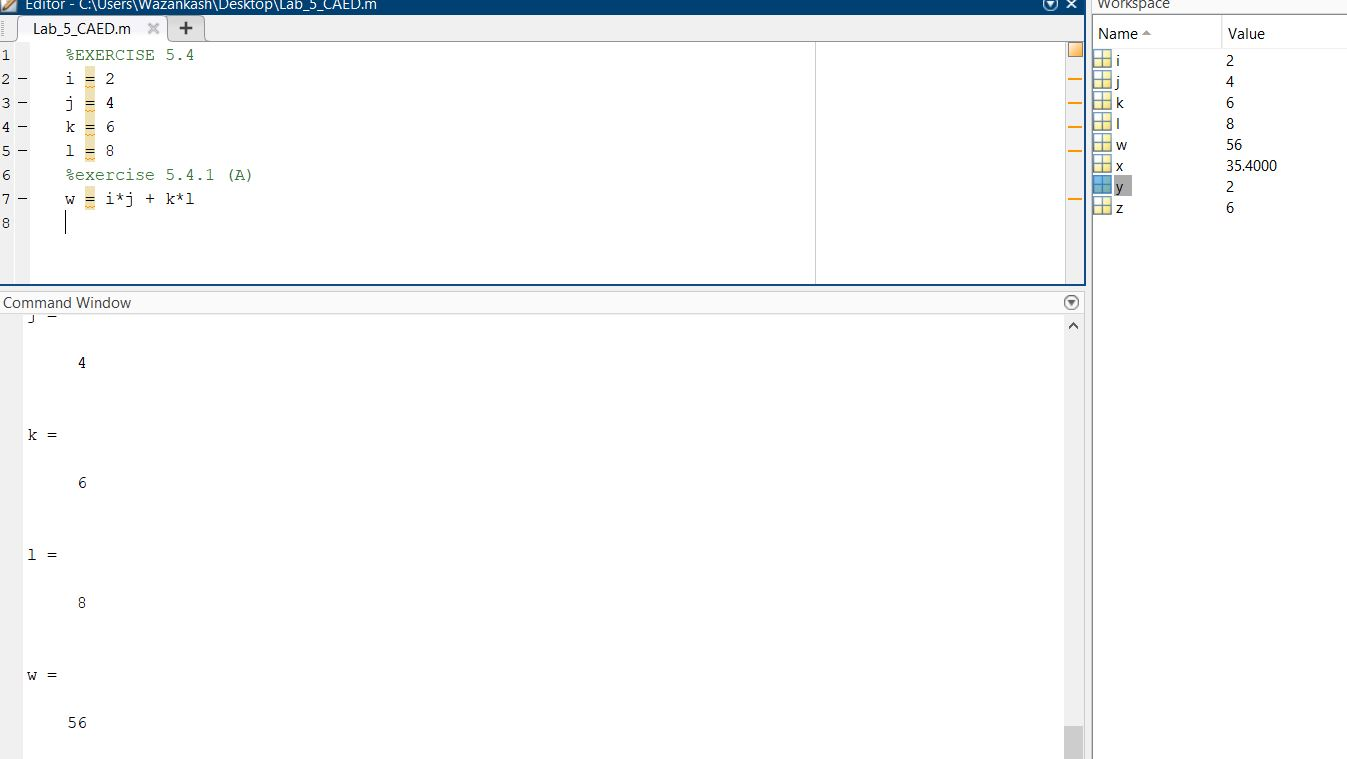 Editor - C:\Users\Wazankash\Desktop\Lab_5_CAED.m
Lab_5_CAED.m
1 %EXERCISE 5.4
2 - i = 2
3 - j = 4
4 - k = 6
5 - l = 8
6 %exercise 5.4.1 (A)
7 - w = i*j + k*l
8
Command Window
j =
4
k =
6
l =
8
w =
56
Workspace
Name Value
i 2
j 4
k 6
l 8
w 56
x 35.4000
y 2
z 6